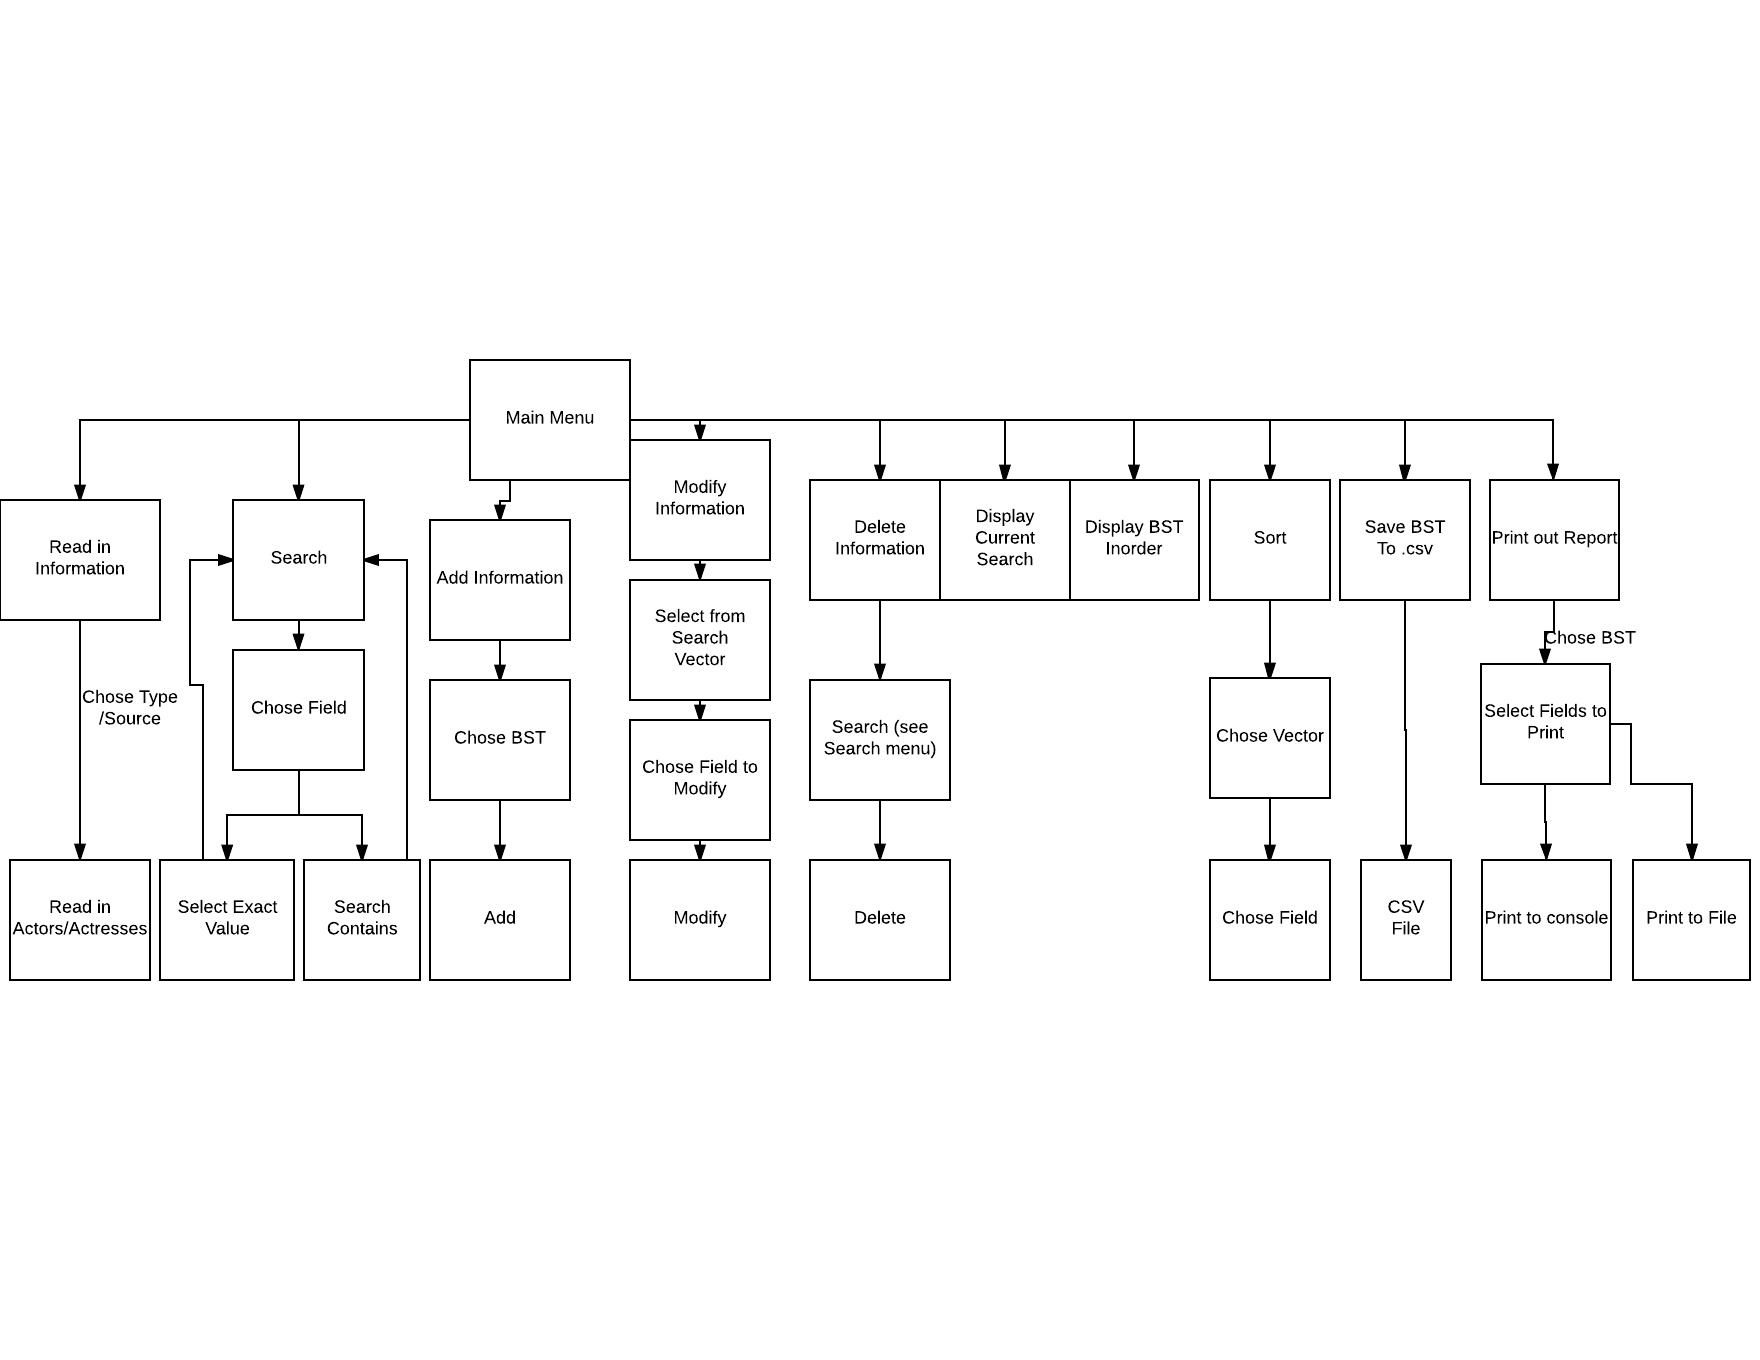 Main Menu
Read in
Information
Search
Add Information
Modify
Information
Delete
Information
Display
Current
Search
Display BST
Inorder
Sort
Save BST
To .csv
Print out Report
Chose Type
/Source
Chose Field
Chose BST
Select from
Search
Vector
Chose Field to
Modify
Search (see
Search menu)
Chose Vector
Chose BST
Select Fields to
Print
Read in
Actors/Actresses
Select Exact
Value
Search
Contains
Add
Modify
Delete
Chose Field
CSV
File
Print to console
Print to File